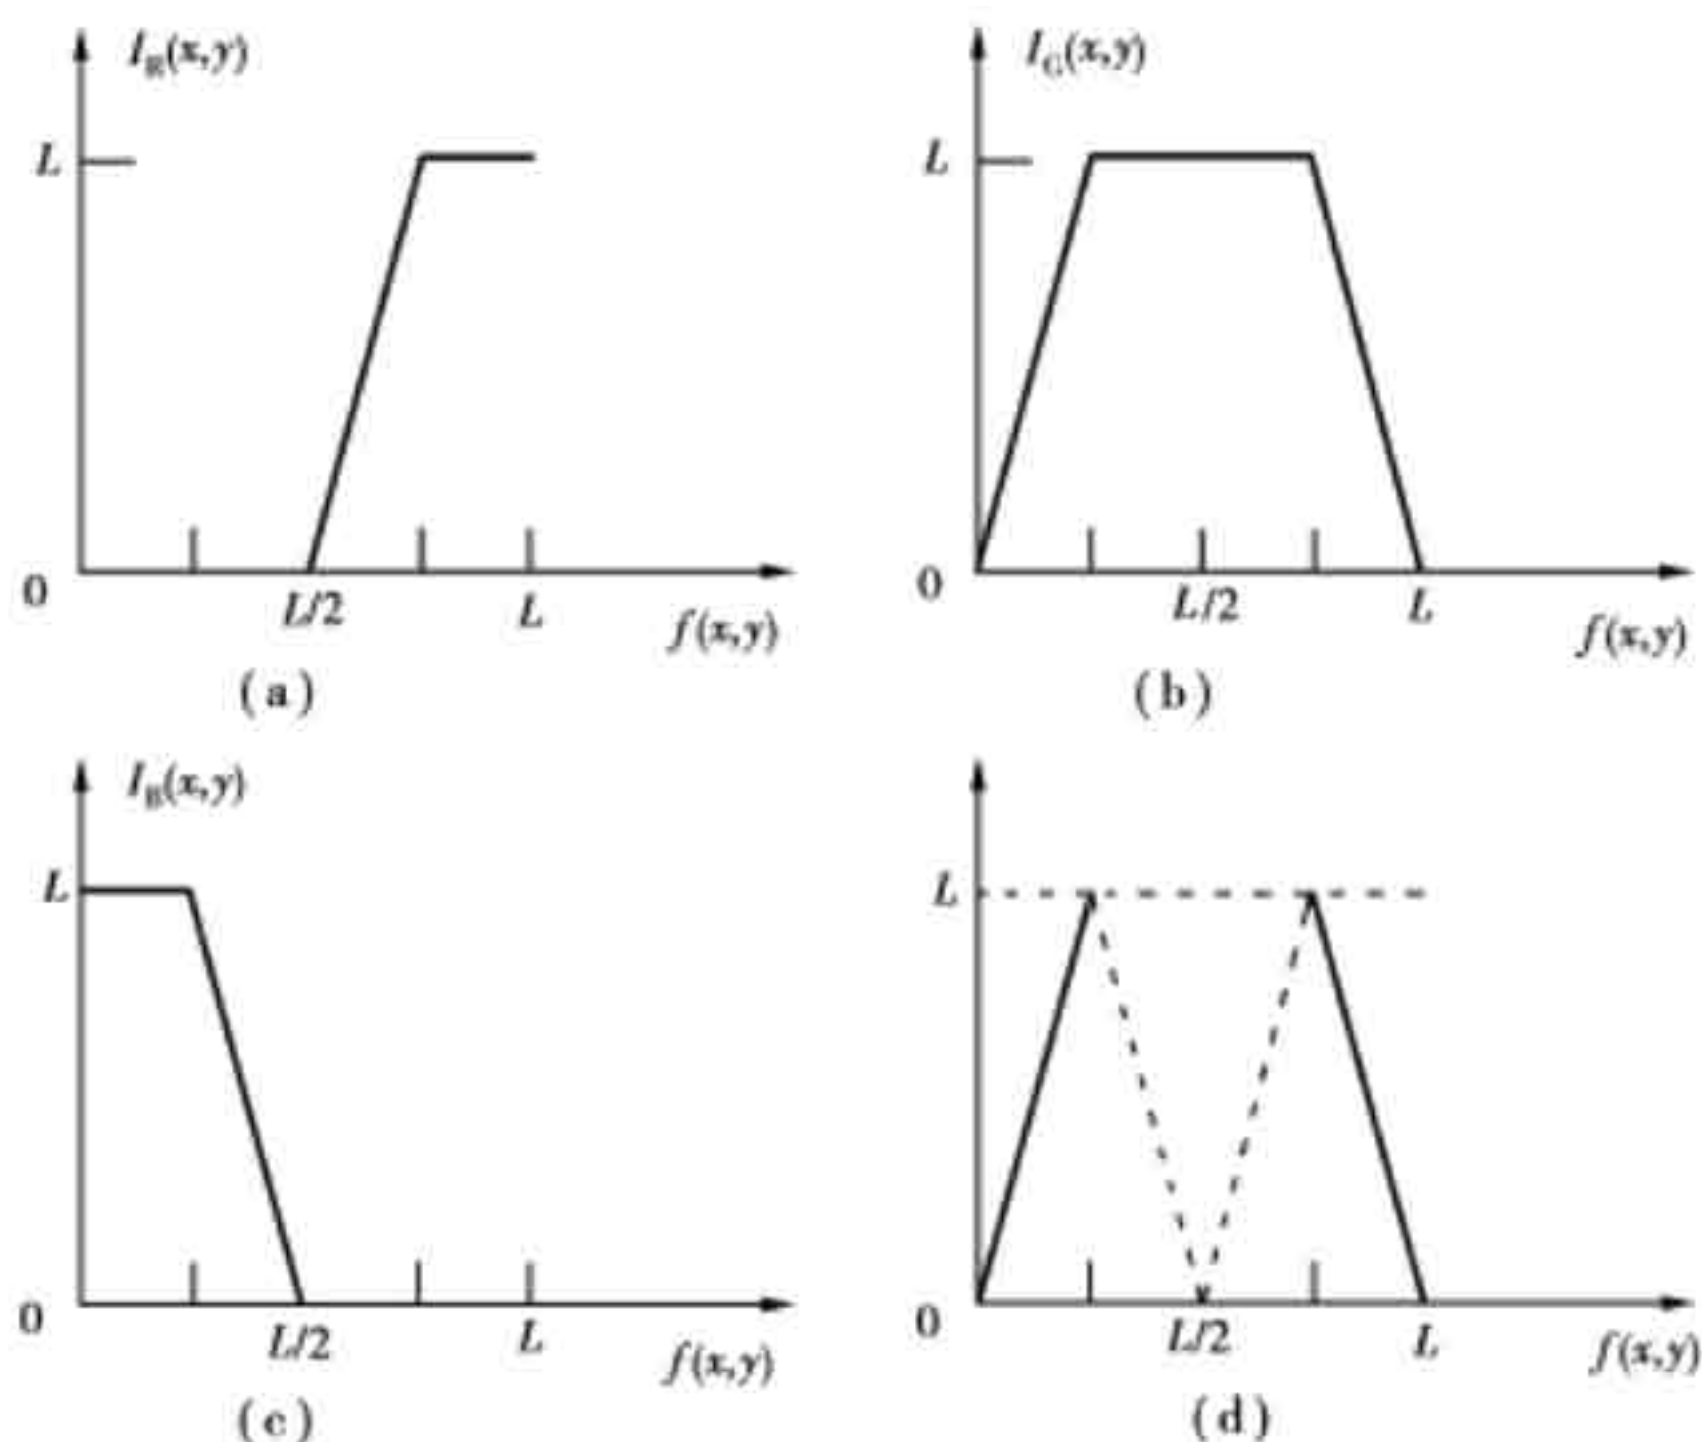 I_R(x,y)
L
0
L/2
L
f(x,y)
(a)
I_G(x,y)
L
0
L/2
L
f(x,y)
(b)
I_B(x,y)
L
0
L/2
L
f(x,y)
(c)
L
0
L/2
L
f(x,y)
(d)